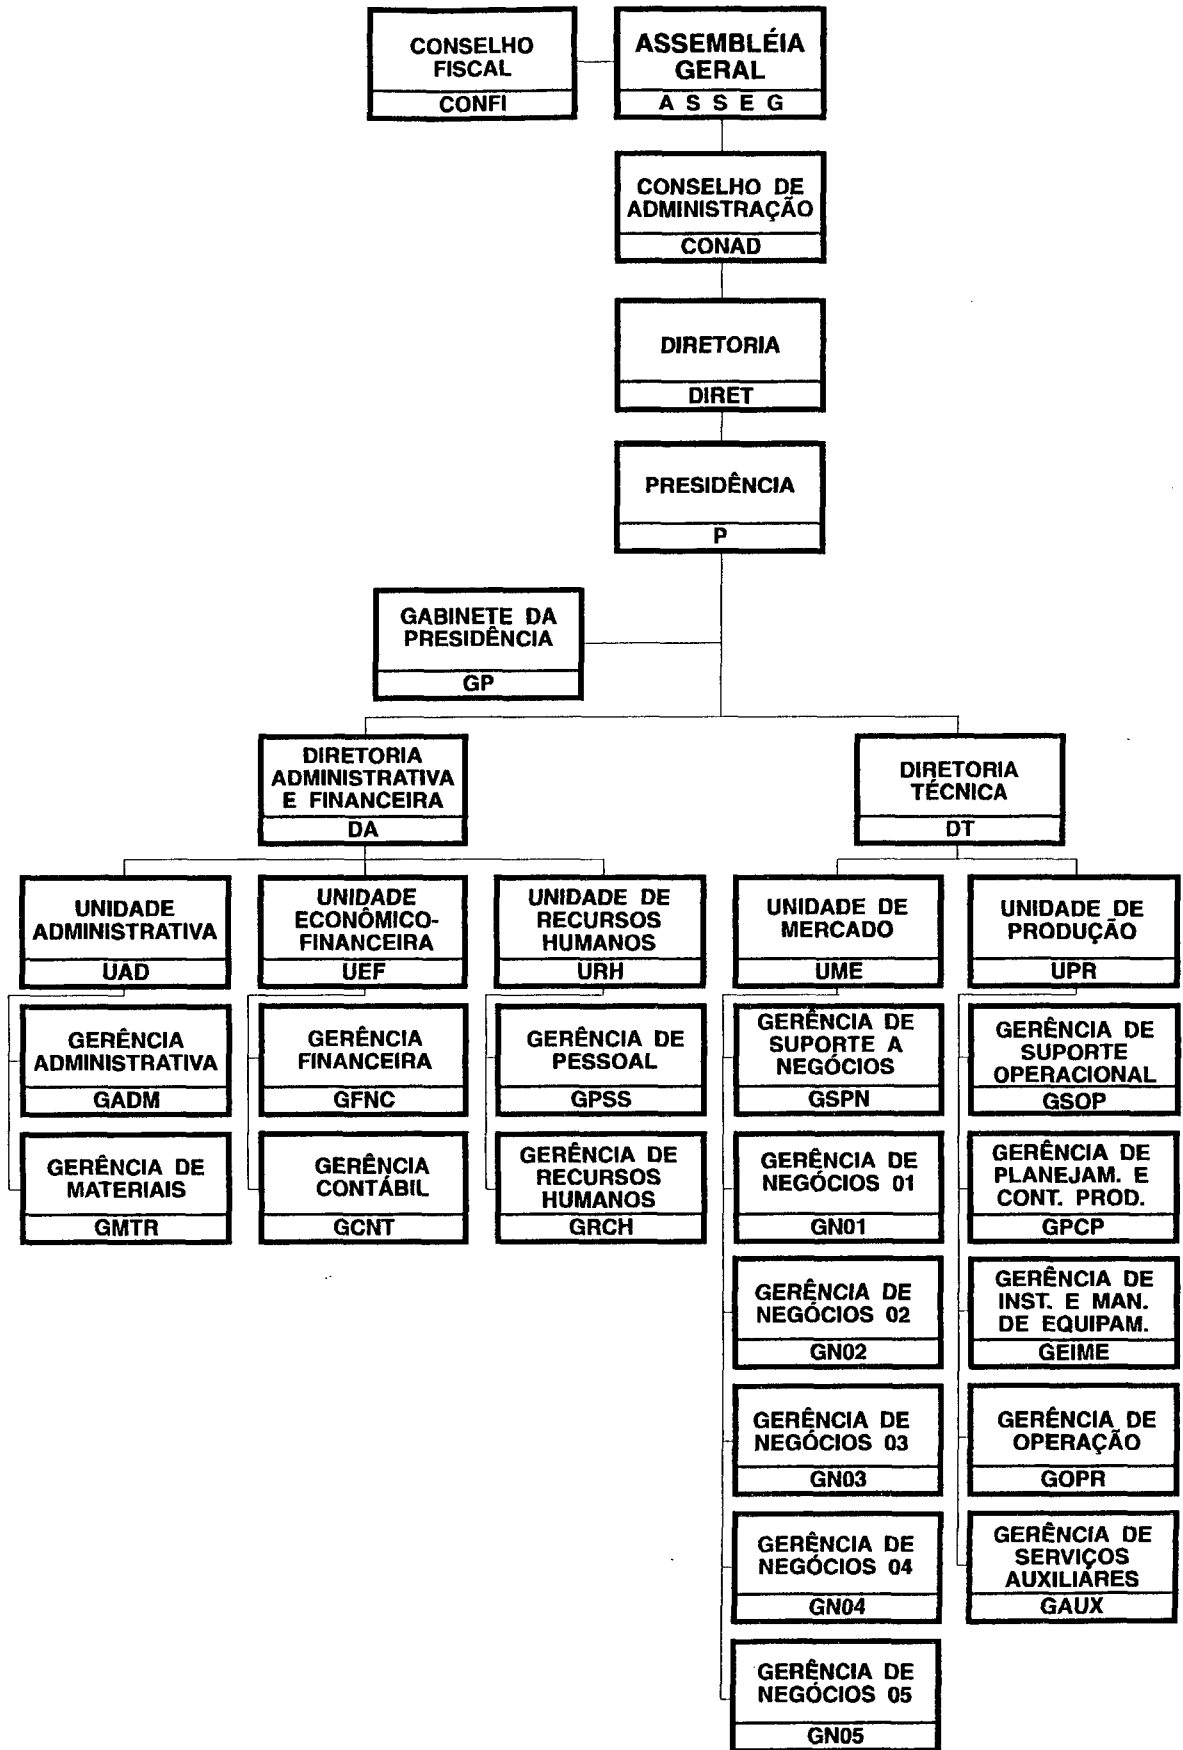 CONSELHO
FISCAL
CONFI
ASSEMBLÉIA
GERAL
A S S E G
CONSELHO DE
ADMINISTRAÇÃO
CONAD
DIRETORIA
DIRET
PRESIDÊNCIA
P
GABINETE DA
PRESIDÊNCIA
GP
DIRETORIA
ADMINISTRATIVA
E FINANCEIRA
DA
DIRETORIA
TÉCNICA
DT
UNIDADE
ADMINISTRATIVA
UAD
UNIDADE
ECONÔMICO-
FINANCEIRA
UEF
UNIDADE DE
RECURSOS
HUMANOS
URH
UNIDADE DE
MERCADO
UME
UNIDADE DE
PRODUÇÃO
UPR
GERÊNCIA
ADMINISTRATIVA
GADM
GERÊNCIA
FINANCEIRA
GFNC
GERÊNCIA DE
PESSOAL
GPSS
GERÊNCIA DE
SUPORTE A
NEGÓCIOS
GSPN
GERÊNCIA DE
SUPORTE
OPERACIONAL
GSOP
GERÊNCIA DE
MATERIAIS
GMTR
GERÊNCIA
CONTÁBIL
GCNT
GERÊNCIA DE
RECURSOS
HUMANOS
GRCH
GERÊNCIA DE
NEGÓCIOS 01
GN01
GERÊNCIA DE
PLANEJAM. E
CONT. PROD.
GPCP
GERÊNCIA DE
NEGÓCIOS 02
GN02
GERÊNCIA DE
INST. E MAN.
DE EQUIPAM.
GEIME
GERÊNCIA DE
NEGÓCIOS 03
GN03
GERÊNCIA DE
OPERAÇÃO
GOPR
GERÊNCIA DE
NEGÓCIOS 04
GN04
GERÊNCIA DE
SERVIÇOS
AUXILIARES
GAUX
GERÊNCIA DE
NEGÓCIOS 05
GN05